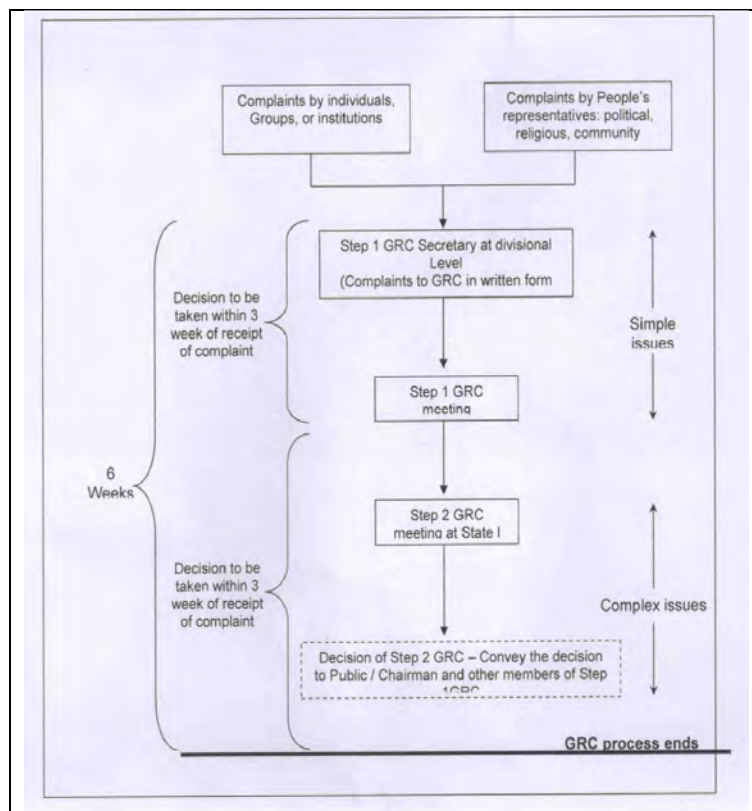 Complaints by individuals,
Groups, or institutions
Complaints by People's
representatives: political,
religious, community
Step 1 GRC Secretary at divisional
Level
(Complaints to GRC in written form
Decision to be
taken within 3
week of receipt
of complaint
Simple
issues
Step 1 GRC
meeting
6
Weeks
Step 2 GRC
meeting at State l
Decision to be
taken within 3
week of receipt
of complaint
Complex issues
Decision of Step 2 GRC – Convey the decision
to Public / Chairman and other members of Step
1GRC
GRC process ends